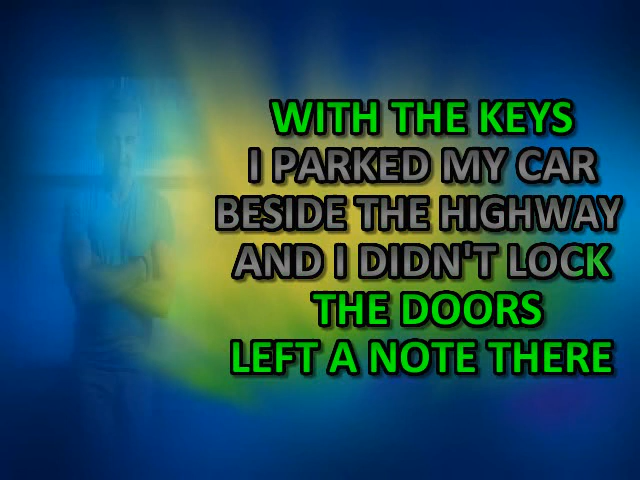 WITH THE KEYS
I PARKED MY CAR
BESIDE THE HIGHWAY
AND I DIDN'T LOCK
THE DOORS
LEFT A NOTE THERE